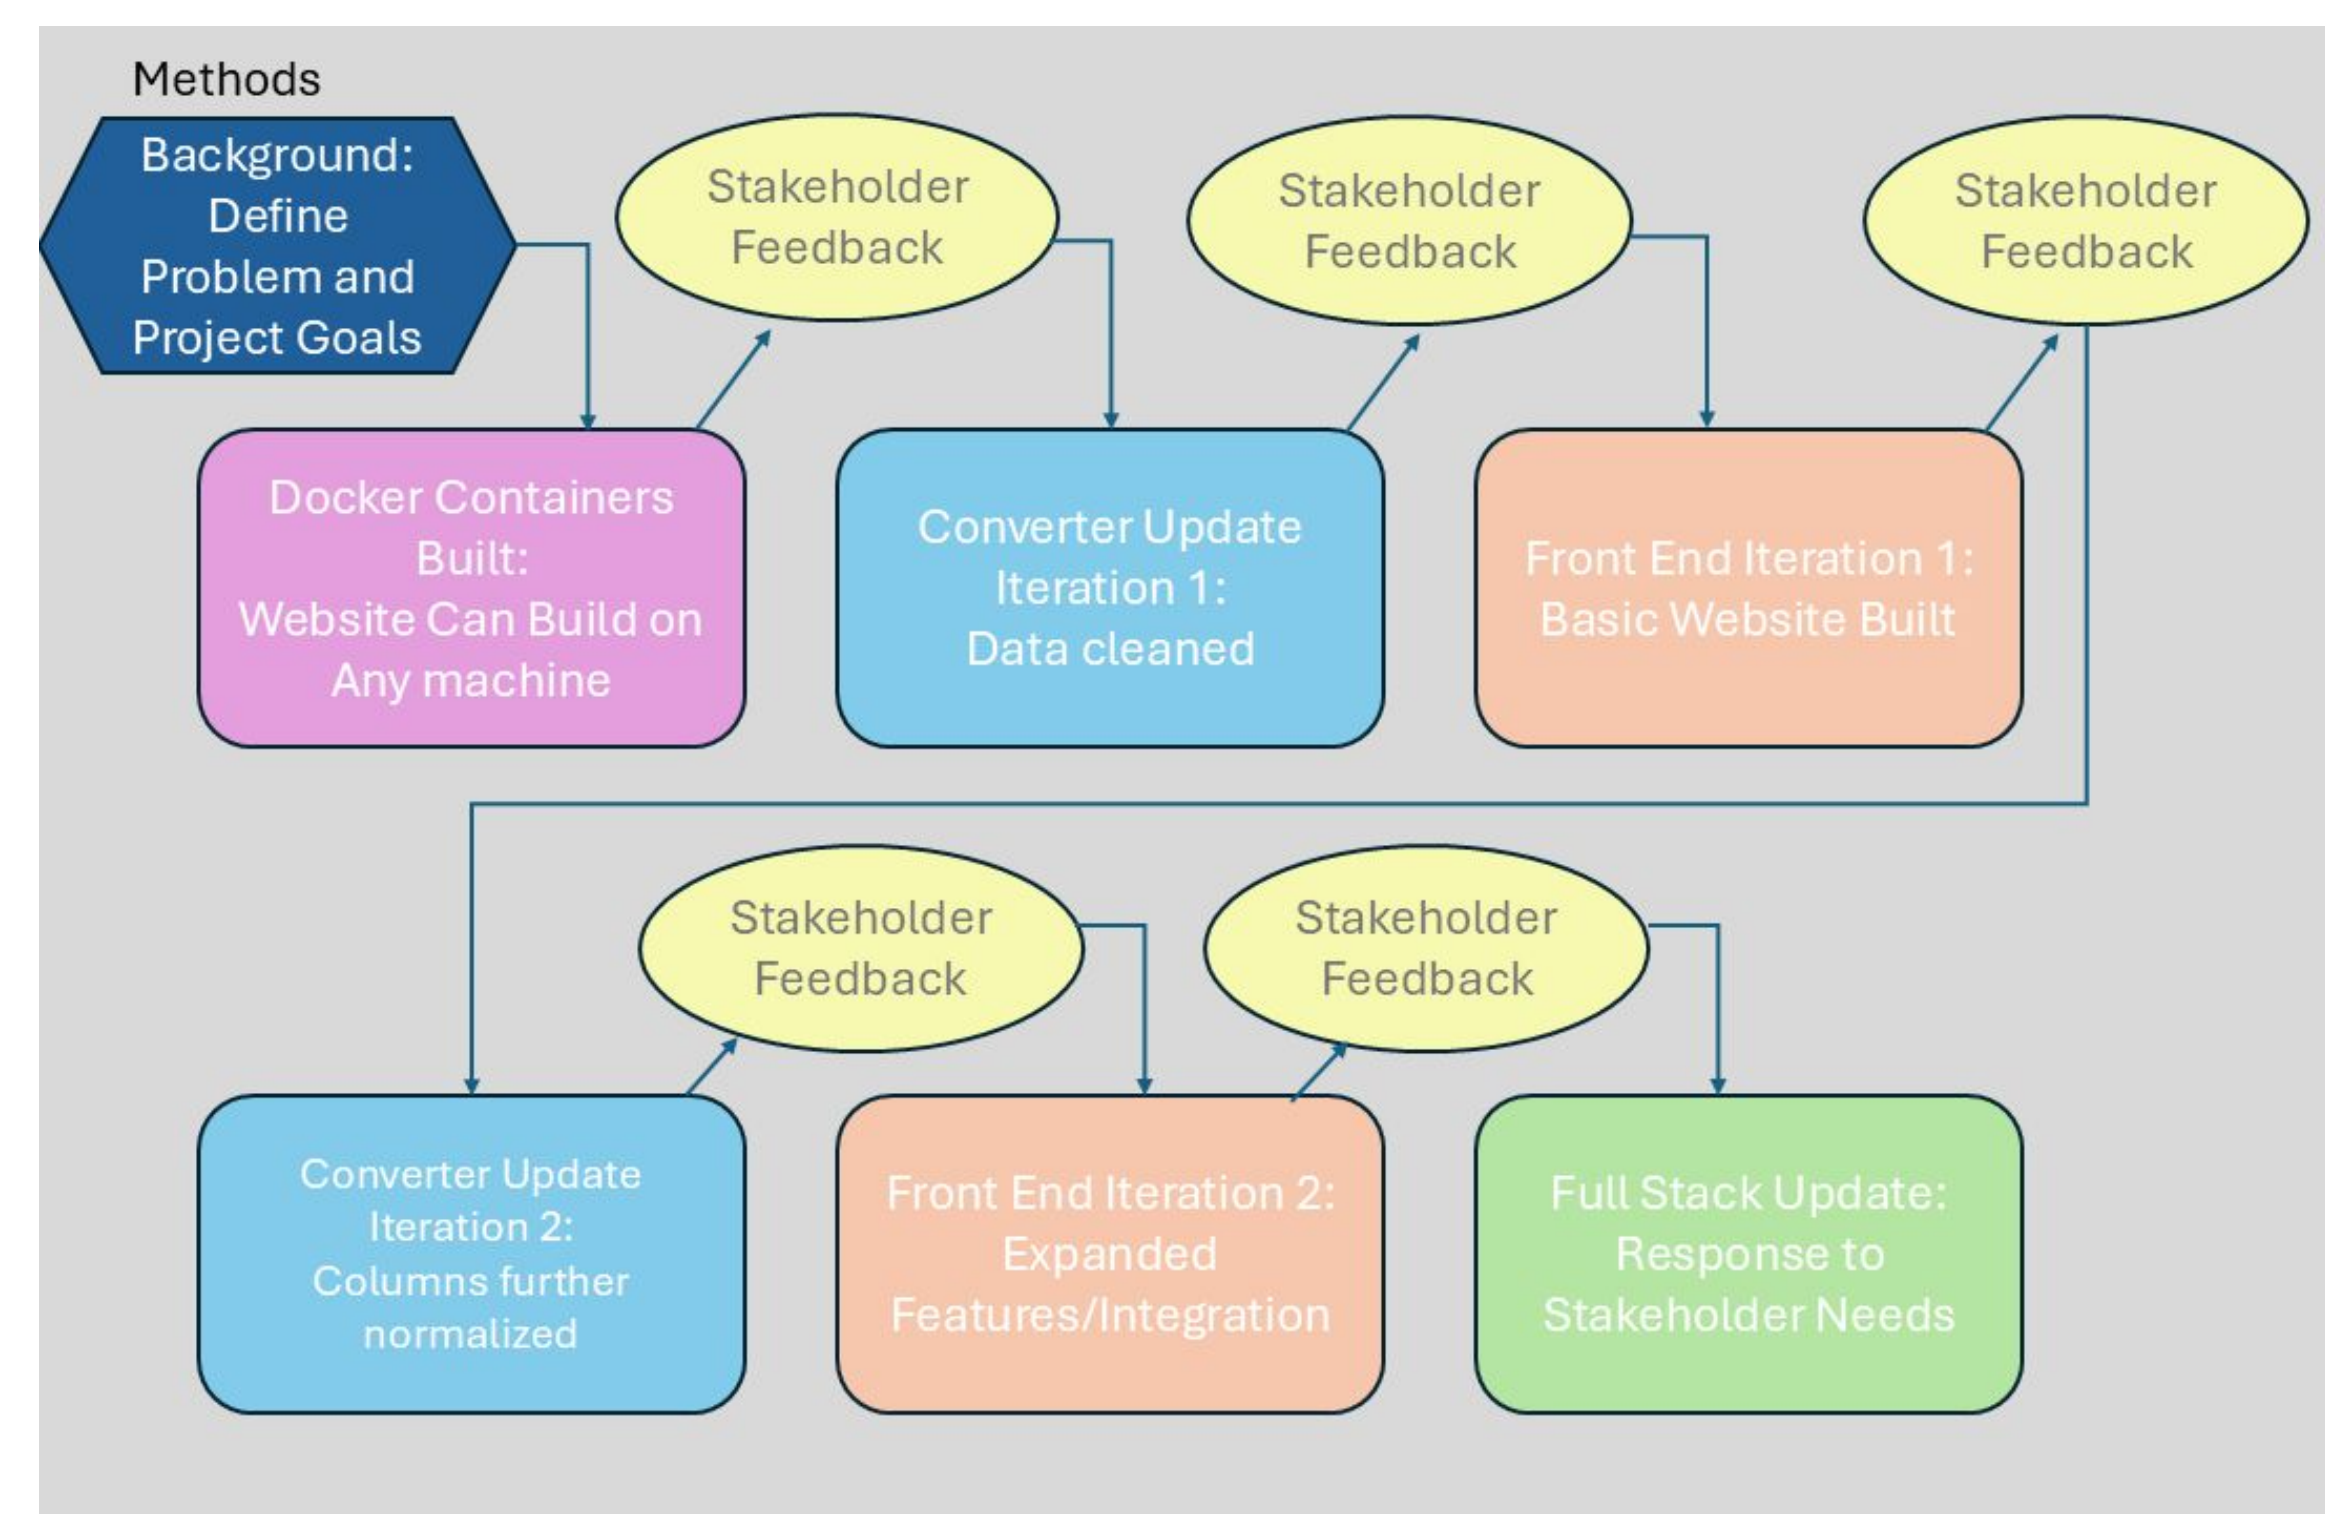 Methods
Background:
Define
Problem and
Project Goals
Stakeholder
Feedback
Stakeholder
Feedback
Stakeholder
Feedback
Docker Containers
Built:
Website Can Build on
Any machine
Converter Update
Iteration 1:
Data cleaned
Front End Iteration 1:
Basic Website Built
Stakeholder
Feedback
Stakeholder
Feedback
Converter Update
Iteration 2:
Columns further
normalized
Front End Iteration 2:
Expanded
Features/Integration
Full Stack Update:
Response to
Stakeholder Needs